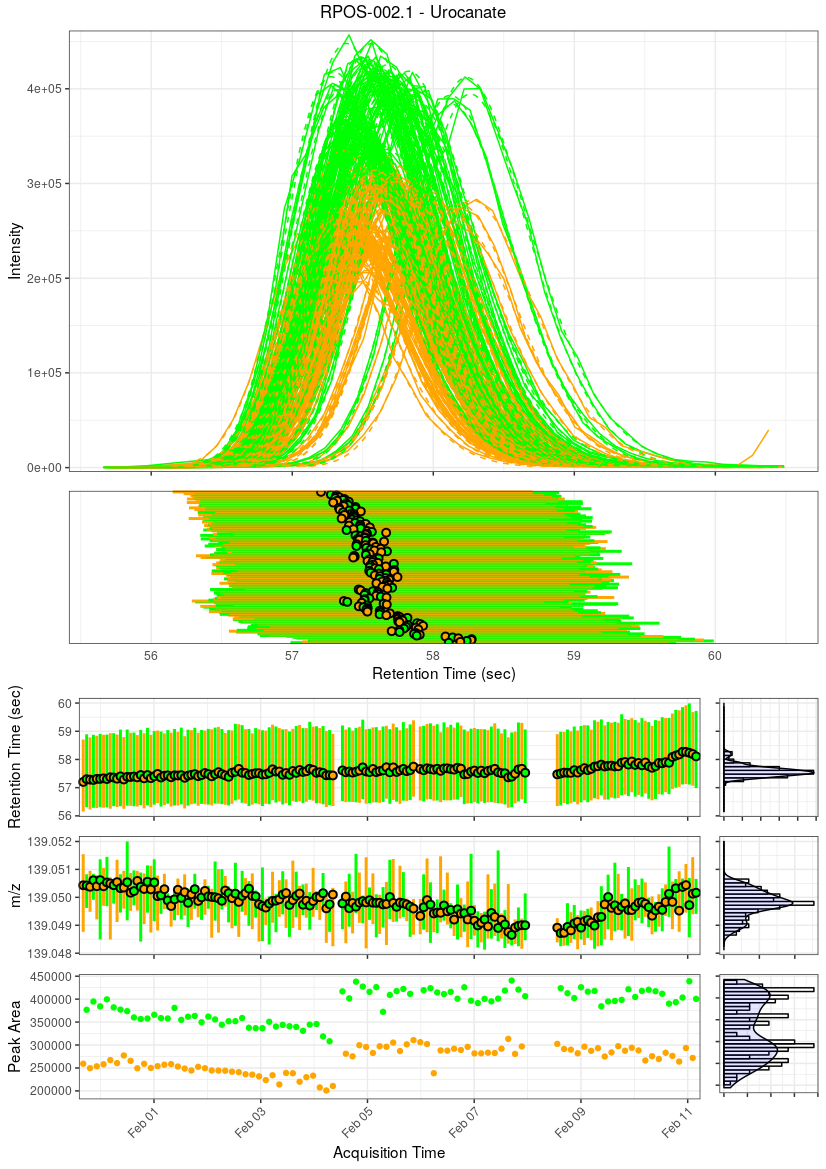 RPOS-002.1 - Urocanate
Intensity
4e+05
3e+05
2e+05
1e+05
0e+00
56 57 58 59 60
Retention Time (sec)
Retention Time (sec)
60
59
58
57
56
m/z
139.052
139.051
139.050
139.049
139.048
Peak Area
450000
400000
350000
300000
250000
200000
Feb 01 Feb 03 Feb 05 Feb 07 Feb 09 Feb 11
Acquisition Time